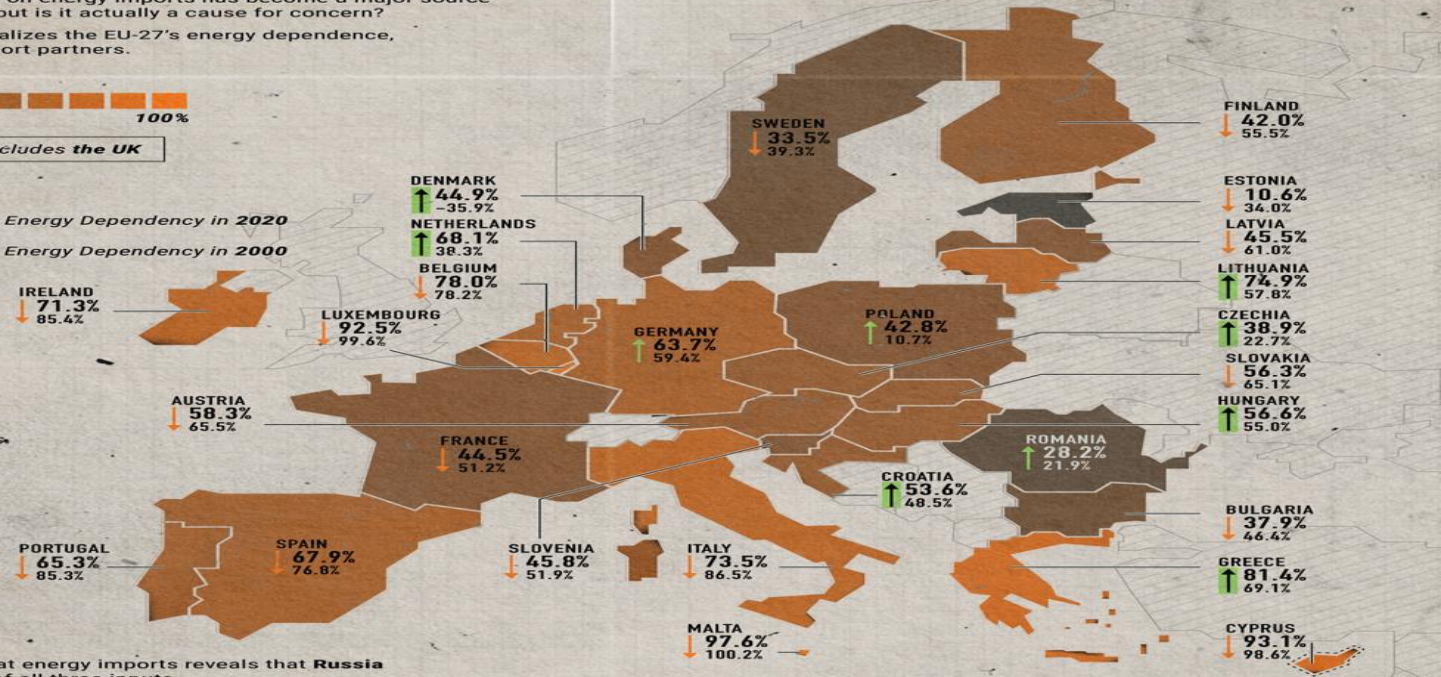 on energy imports has become a major source
but is it actually a cause for concern?
alizes the EU-27's energy dependence,
ort partners.
100%
cludes the UK
Energy Dependency in 2020
Energy Dependency in 2000
SWEDEN
33.5%
39.3%
FINLAND
42.0%
55.5%
DENMARK
44.9%
-35.9%
NETHERLANDS
68.1%
38.3%
BELGIUM
78.0%
78.2%
LUXEMBOURG
92.5%
99.6%
IRELAND
71.3%
85.4%
ESTONIA
10.6%
34.0%
LATVIA
45.5%
61.0%
LITHUANIA
74.9%
57.8%
CZECHIA
38.9%
22.7%
SLOVAKIA
56.3%
65.1%
HUNGARY
56.6%
55.0%
GERMANY
63.7%
59.4%
POLAND
42.8%
10.7%
AUSTRIA
58.3%
65.5%
FRANCE
44.5%
51.2%
ROMANIA
28.2%
21.9%
CROATIA
53.6%
48.5%
BULGARIA
37.9%
46.4%
PORTUGAL
65.3%
85.3%
SPAIN
67.9%
76.8%
SLOVENIA
45.8%
51.9%
ITALY
73.5%
86.5%
GREECE
81.4%
69.1%
MALTA
97.6%
100.2%
CYPRUS
93.1%
98.6%
at energy imports reveals that Russia